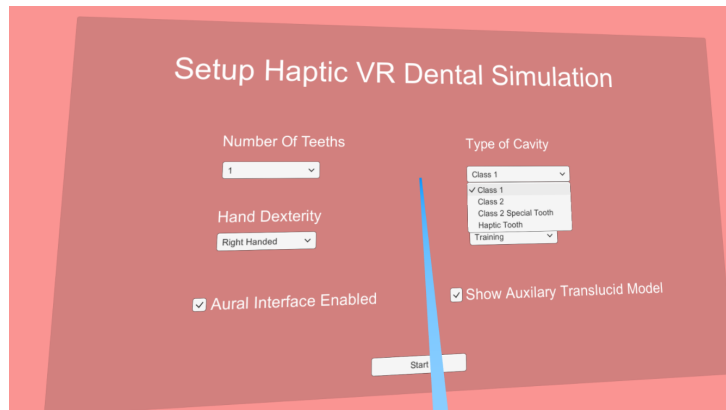 Setup Haptic VR Dental Simulation
Number Of Teeths
1
Hand Dexterity
Right Handed
Aural Interface Enabled
Type of Cavity
Class 1
Class 1
Class 2
Class 2 Special Tooth
Haptic Tooth
Training
Show Auxilary Translucid Model
Start